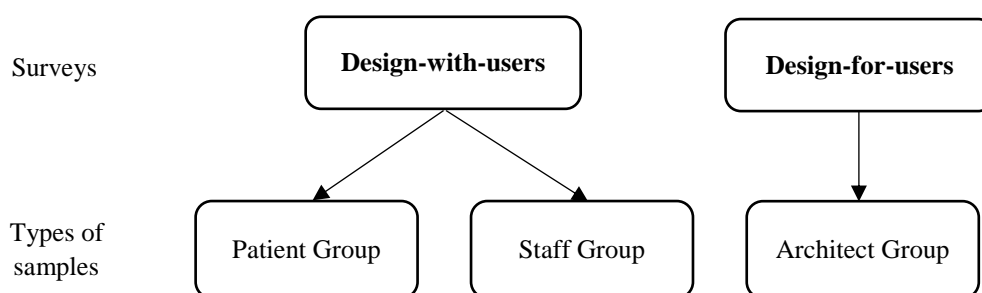 Surveys
Design-with-users
Design-for-users
Types of
samples
Patient Group
Staff Group
Architect Group